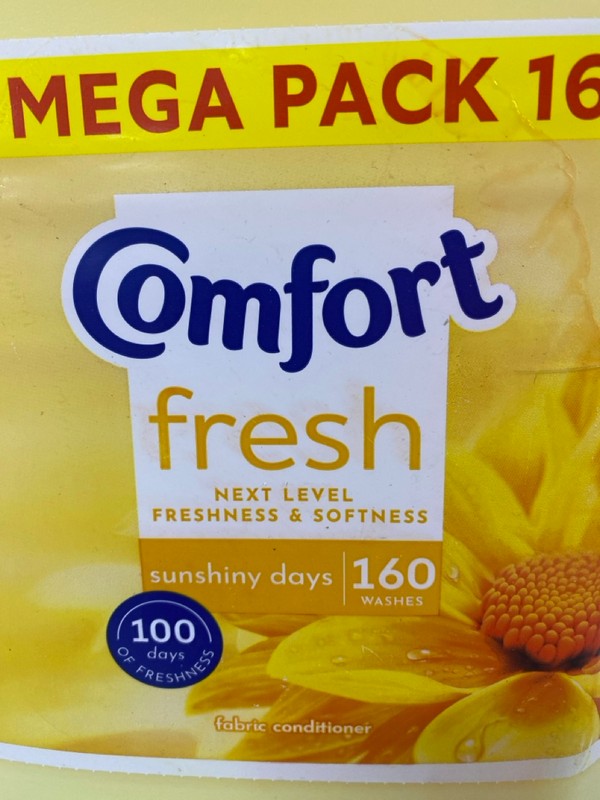 MEGA PACK 16
Comfort
fresh
NEXT LEVEL
FRESHNESS & SOFTNESS
sunshiny days
160
WASHES
100
days
OF FRESHNESS
fabric conditioner